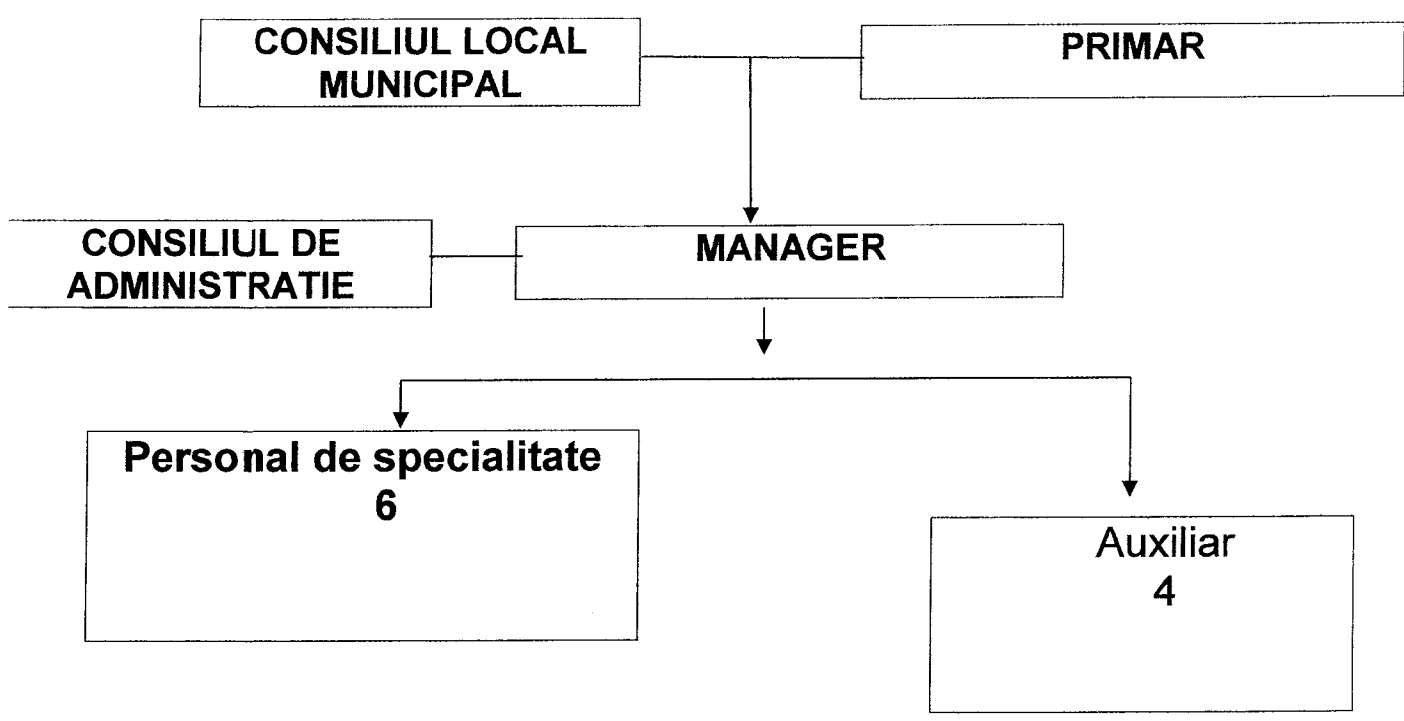 CONSILIUL LOCAL
MUNICIPAL
PRIMAR
CONSILIUL DE
ADMINISTRATIE
MANAGER
Personal de specialitate
6
Auxiliar
4